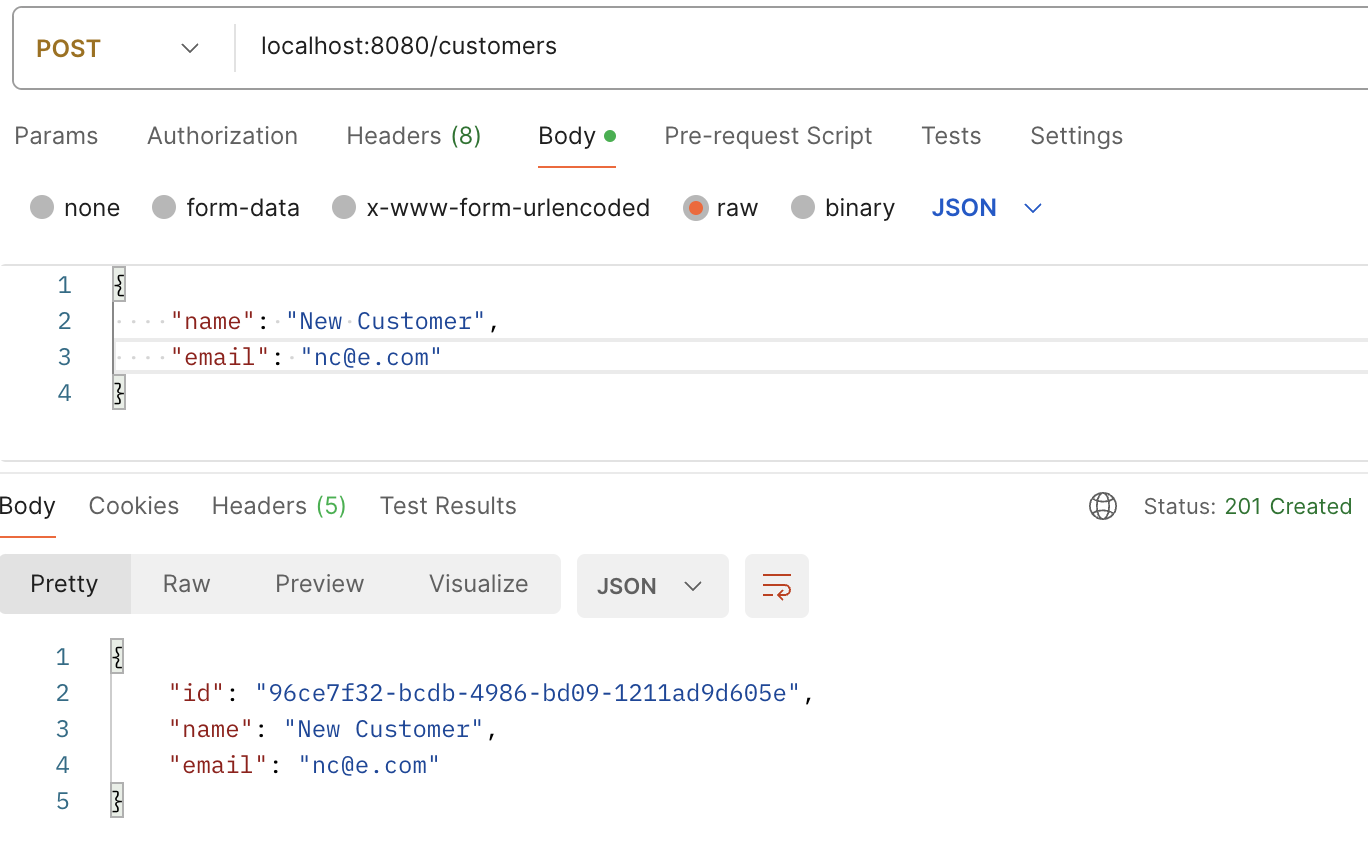 POST localhost:8080/customers
Params Authorization Headers (8) Body Pre-request Script Tests Settings
none form-data x-www-form-urlencoded raw binary JSON
1 {
2 "name": "New Customer",
3 "email": "nc@e.com"
4 }
Body Cookies Headers (5) Test Results Status: 201 Created
Pretty Raw Preview Visualize JSON
1 {
2 "id": "96ce7f32-bcdb-4986-bd09-1211ad9d605e",
3 "name": "New Customer",
4 "email": "nc@e.com"
5 }